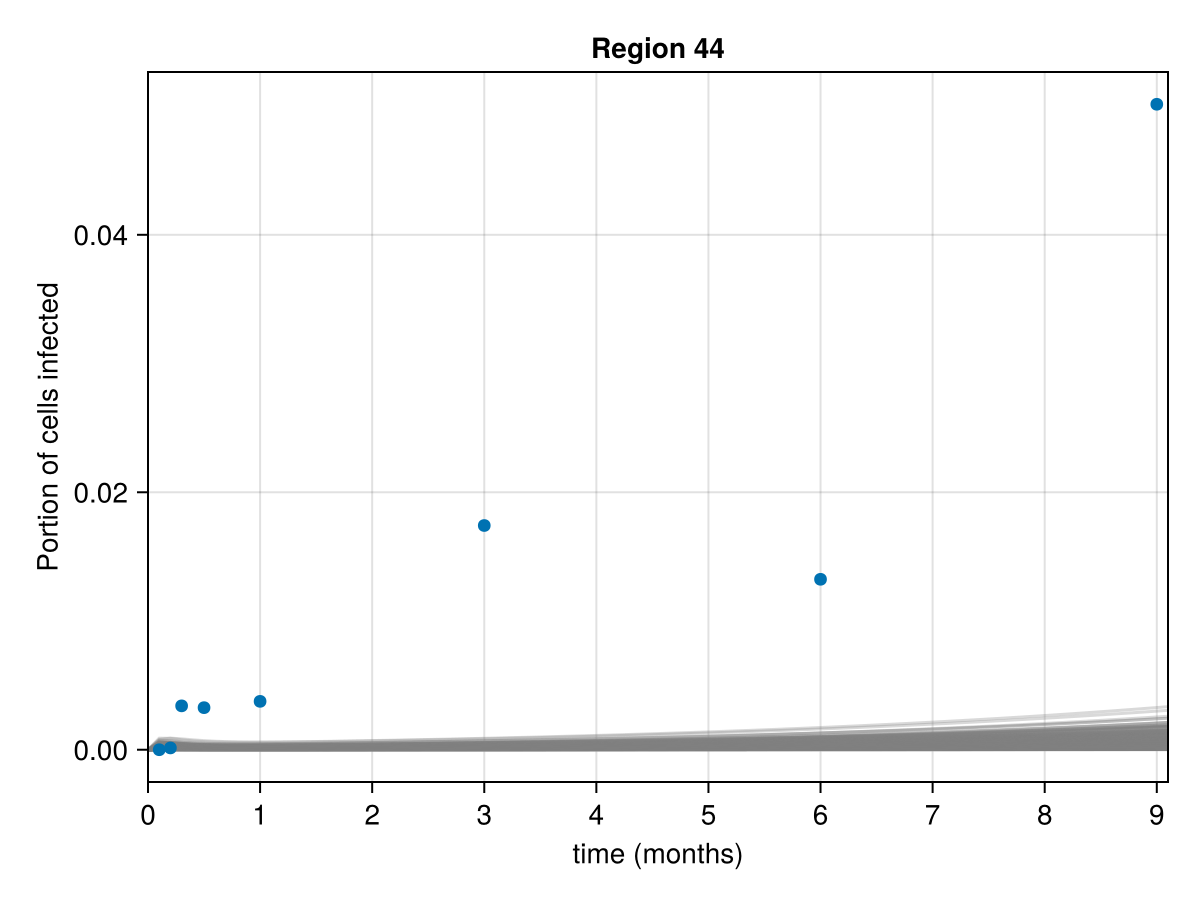 Region 44
Portion of cells infected
0.04
0.02
0.00
0 1 2 3 4 5 6 7 8 9
time (months)